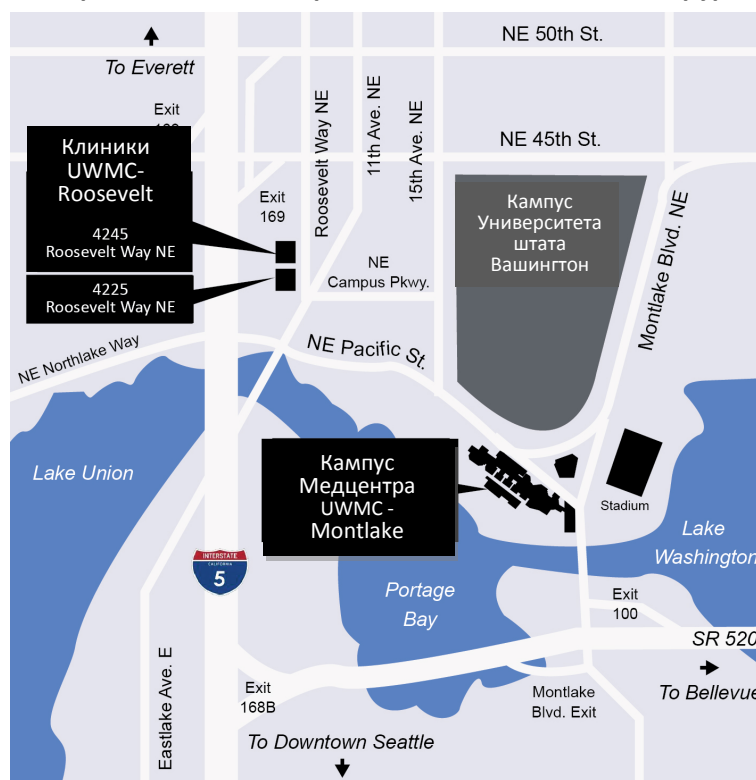 NE 50th St.
To Everett
Exit
Roosevelt Way NE
11th Ave. NE
15th Ave. NE
NE 45th St.
Клиники
UWMC-
Roosevelt
4245
Roosevelt Way NE
4225
Roosevelt Way NE
Exit
169
Кампус
Университета
штата
Вашингтон
NE
Campus Pkwy.
Montlake Blvd. NE
NE Northlake Way
NE Pacific St.
Lake Union
Кампус
Медцентра
UWMC -
Montlake
Stadium
Lake
Washington
INTERSTATE
CALIFORNIA
5
Portage
Bay
Exit
100
SR 520
To Bellevue
Eastlake Ave. E
Exit
168B
Montlake
Blvd. Exit
To Downtown Seattle